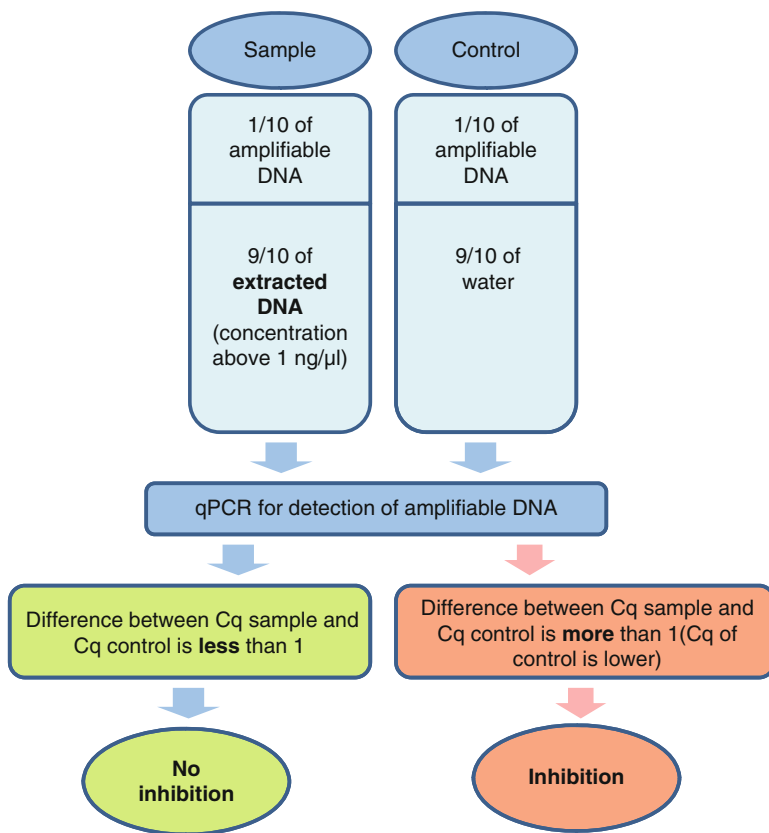 Sample
Control
1/10 of
amplifiable
DNA
1/10 of
amplifiable
DNA
9/10 of
extracted
DNA
(concentration
above 1 ng/µl)
9/10 of
water
qPCR for detection of amplifiable DNA
Difference between Cq sample and
Cq control is less than 1
Difference between Cq sample and
Cq control is more than 1(Cq of
control is lower)
No
inhibition
Inhibition